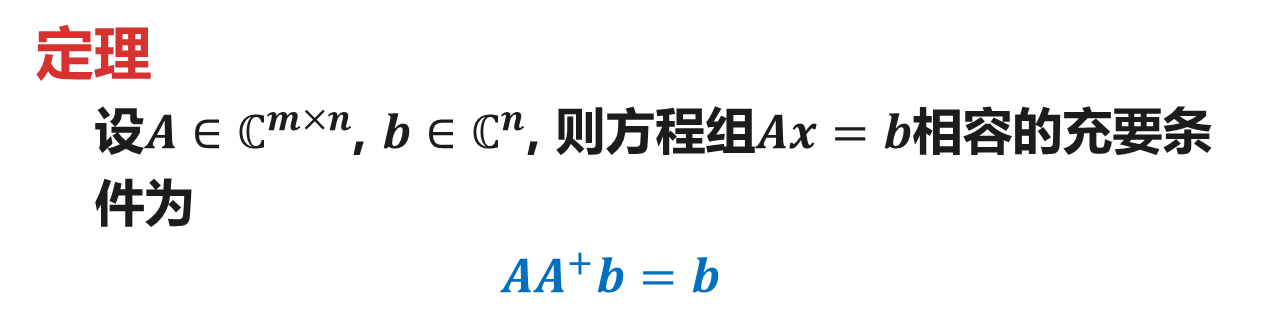 定理
设A ∈ ℂ^{m×n}, b ∈ ℂ^n, 则方程组Ax = b相容的充要条
件为
AA⁺b = b